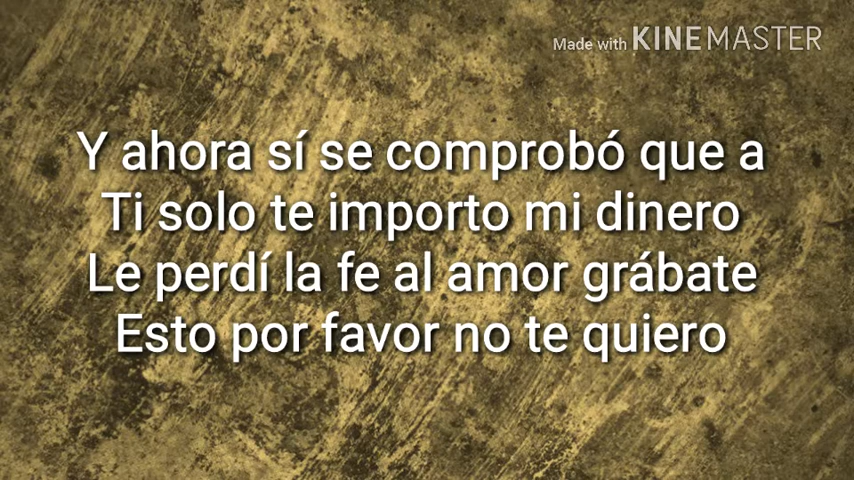 Made with KINEMASTER
Y ahora sí se comprobó que a
Ti solo te importo mi dinero
Le perdí la fe al amor grábate
Esto por favor no te quiero